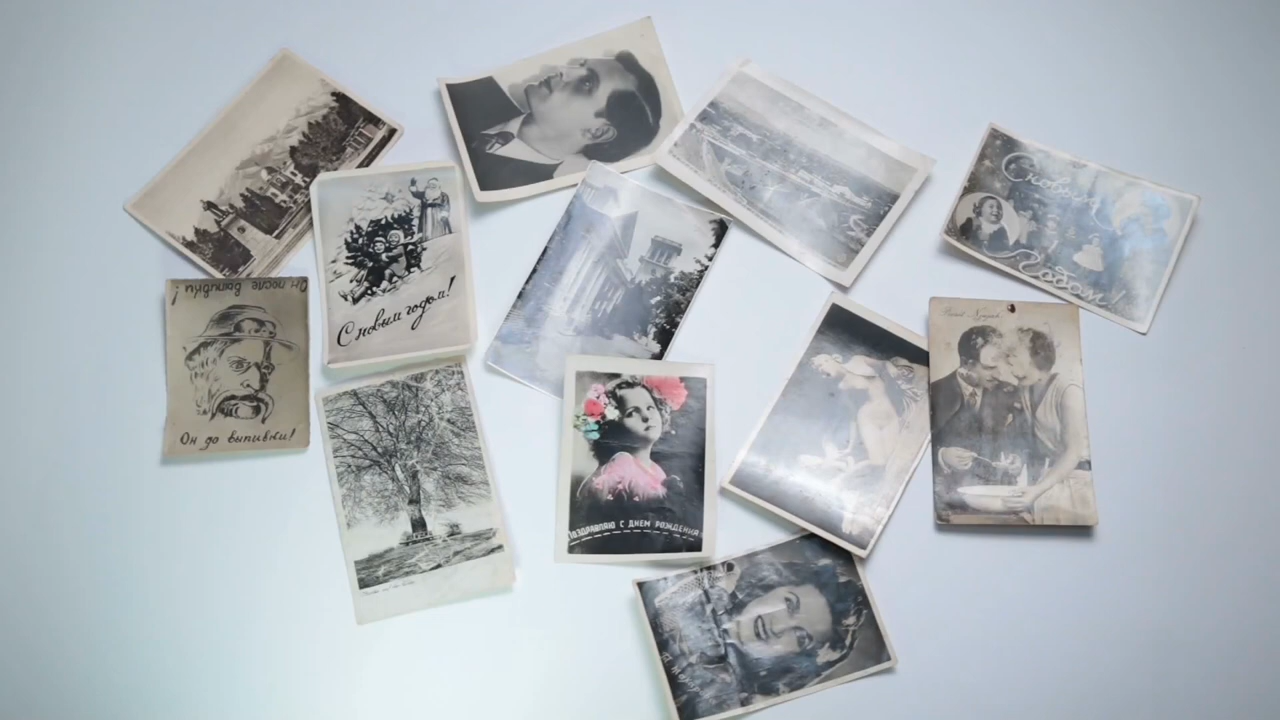 С новым
Годом!
Он после выпивки!
С новым годом!
Он до выпивки!
ПОЗДРАВЛЯЮ С ДНЕМ РОЖДЕНИЯ